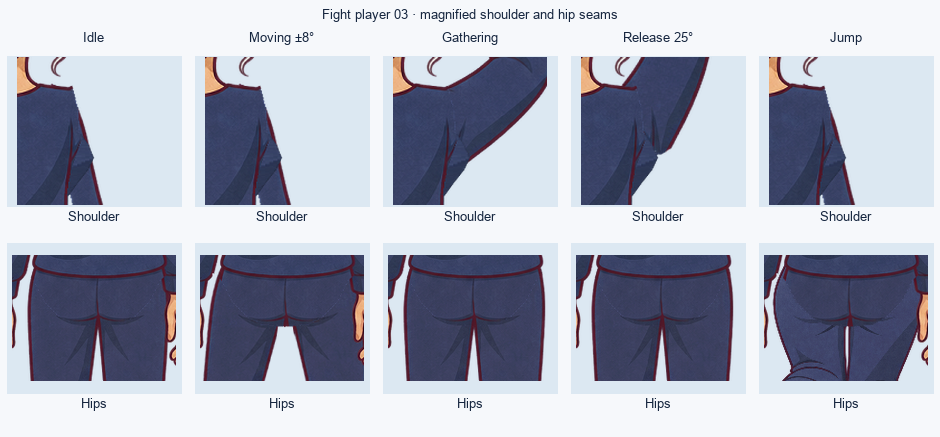 Fight player 03 · magnified shoulder and hip seams
Idle
Moving ±8°
Gathering
Release 25°
Jump
Shoulder
Shoulder
Shoulder
Shoulder
Shoulder
Hips
Hips
Hips
Hips
Hips